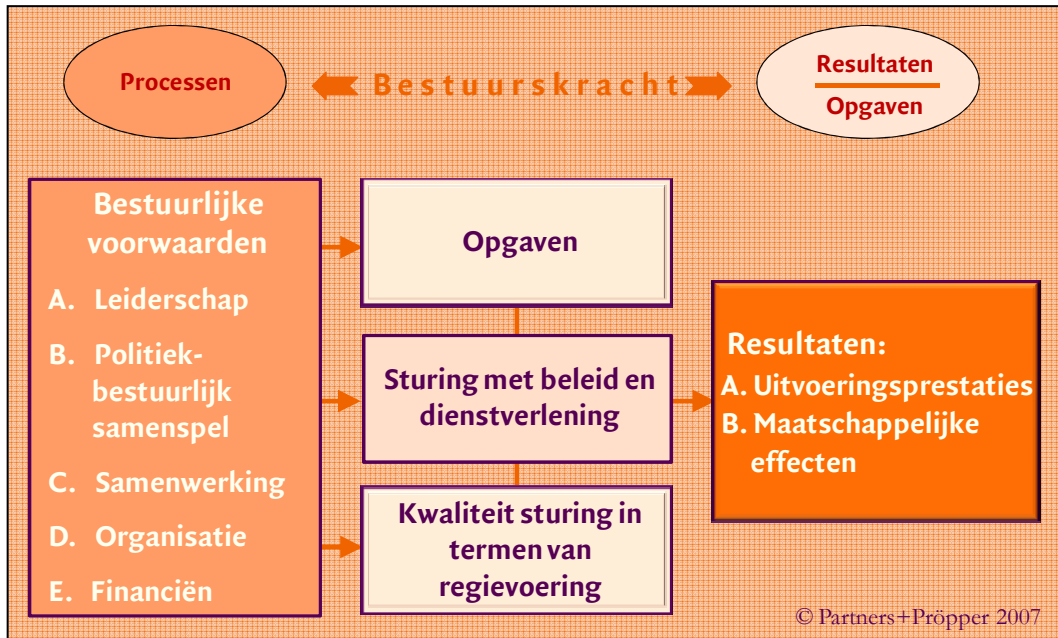 Processen
Bestuurskracht
Resultaten
Opgaven
Bestuurlijke
voorwaarden
A. Leiderschap
B. Politiek-
bestuurlijk
samenspel
C. Samenwerking
D. Organisatie
E. Financiën
Opgaven
Sturing met beleid en
dienstverlening
Kwaliteit sturing in
termen van
regievoering
Resultaten:
A. Uitvoeringsprestaties
B. Maatschappelijke
effecten
© Partners+Pröpper 2007